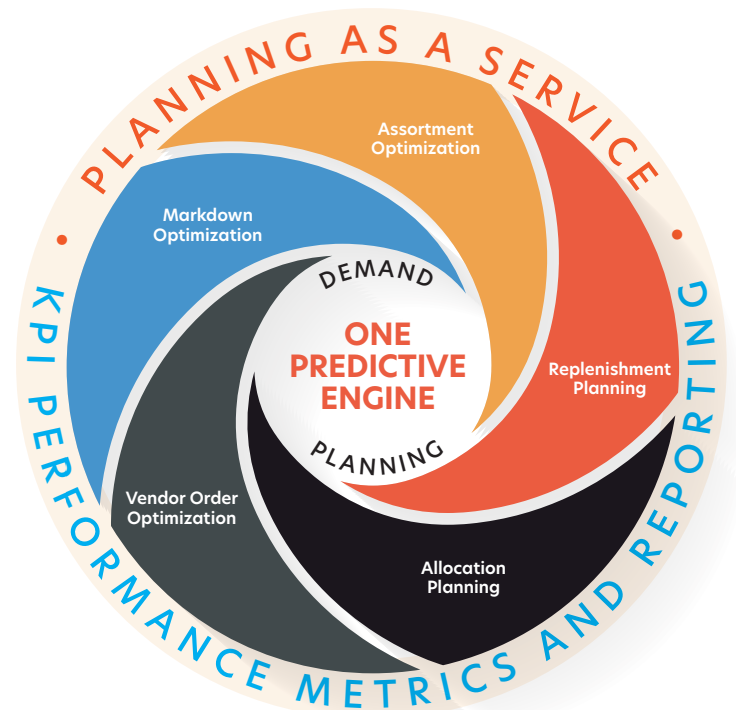 PLANNING AS A SERVICE
Assortment
Optimization
Markdown
Optimization
DEMAND
ONE
PREDICTIVE
ENGINE
PLANNING
Replenishment
Planning
Vendor Order
Optimization
Allocation
Planning
KPI PERFORMANCE METRICS AND REPORTING